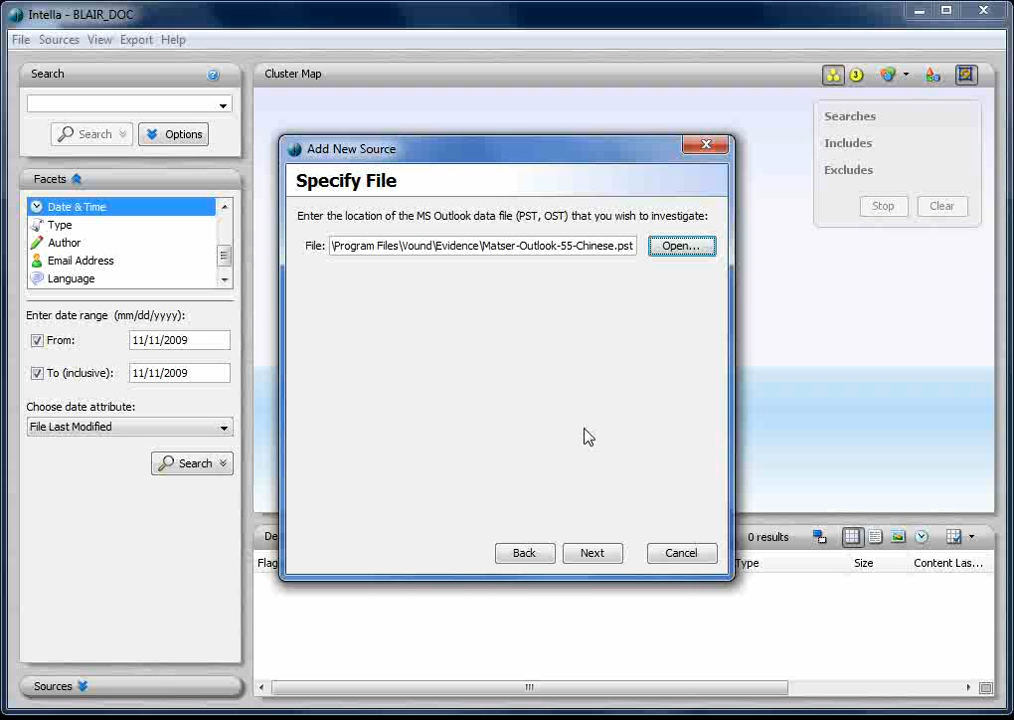 Intella - BLAIR_DOC
File Sources View Export Help
Search
Search
Options
Facets
Date & Time
Type
Author
Email Address
Language
Enter date range (mm/dd/yyyy):
From: 11/11/2009
To (inclusive): 11/11/2009
Choose date attribute:
File Last Modified
Search
Sources
Cluster Map
3
Searches
Includes
Excludes
Stop Clear
Add New Source
Specify File
Enter the location of the MS Outlook data file (PST, OST) that you wish to investigate:
File: \Program Files\Vound\Evidence\Matser-Outlook-55-Chinese.pst Open...
Back Next Cancel
De
0 results
Flag
Type Size Content Las...